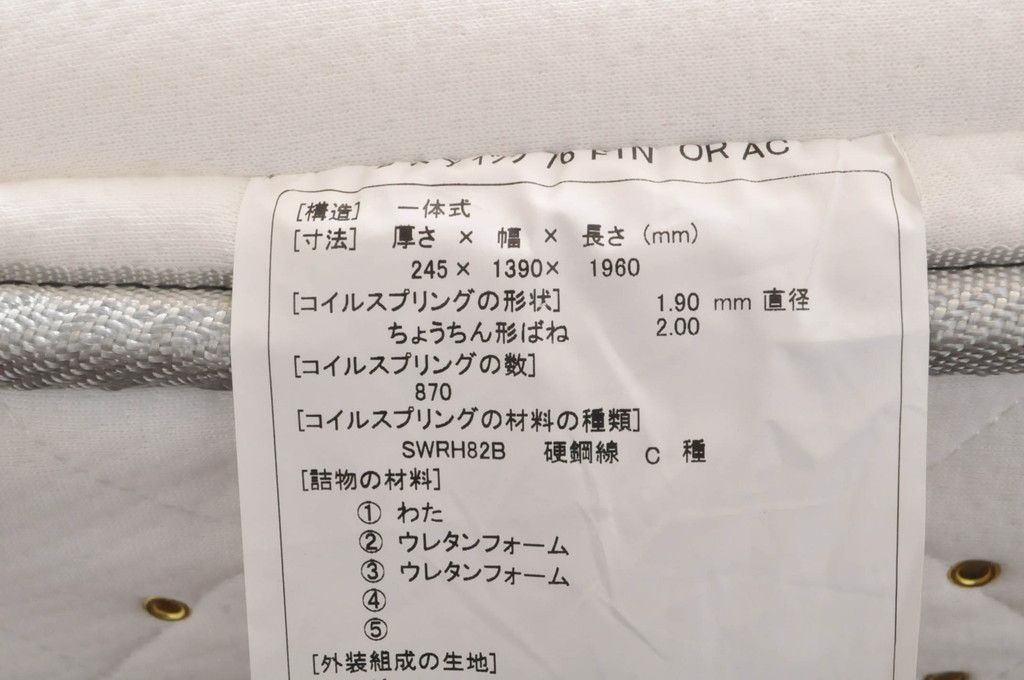 OR AC
[構造] 一体式
[寸法] 厚さ × 幅 × 長さ (mm)
245 × 1390 × 1960
[コイルスプリングの形状] 1.90 mm 直径
ちょうちん形ばね 2.00
[コイルスプリングの数]
870
[コイルスプリングの材料の種類]
SWRH82B 硬鋼線 C 種
[詰物の材料]
① わた
② ウレタンフォーム
③ ウレタンフォーム
④
⑤
[外装組成の生地]